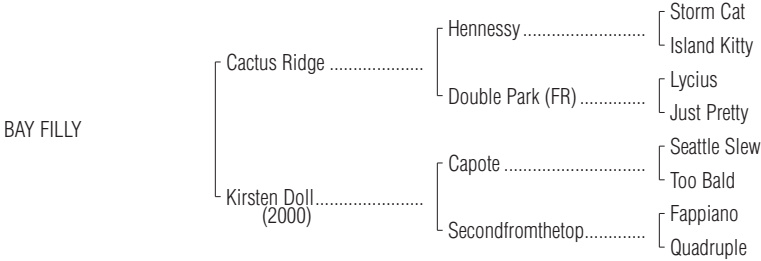 Storm Cat
Hennessy ..........................
Island Kitty
Cactus Ridge ....................
Lycius
Double Park (FR) ..............
Just Pretty
BAY FILLY
Seattle Slew
Capote ..............................
Too Bald
Kirsten Doll.......................
(2000)
Fappiano
Secondfromthetop.............
Quadruple